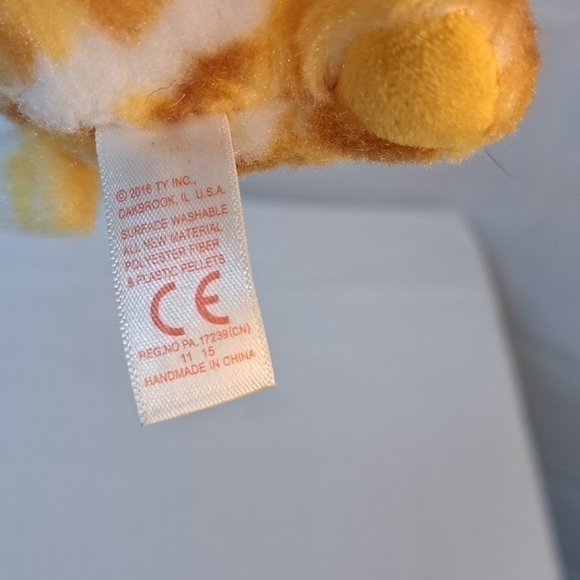 © 2016 TY INC.,
OAKBROOK, IL U.S.A.
SURFACE WASHABLE
ALL NEW MATERIAL
POLYESTER FIBER
& PLASTIC PELLETS
CE
REG.NO PA.17239(CN)
11 15
HANDMADE IN CHINA